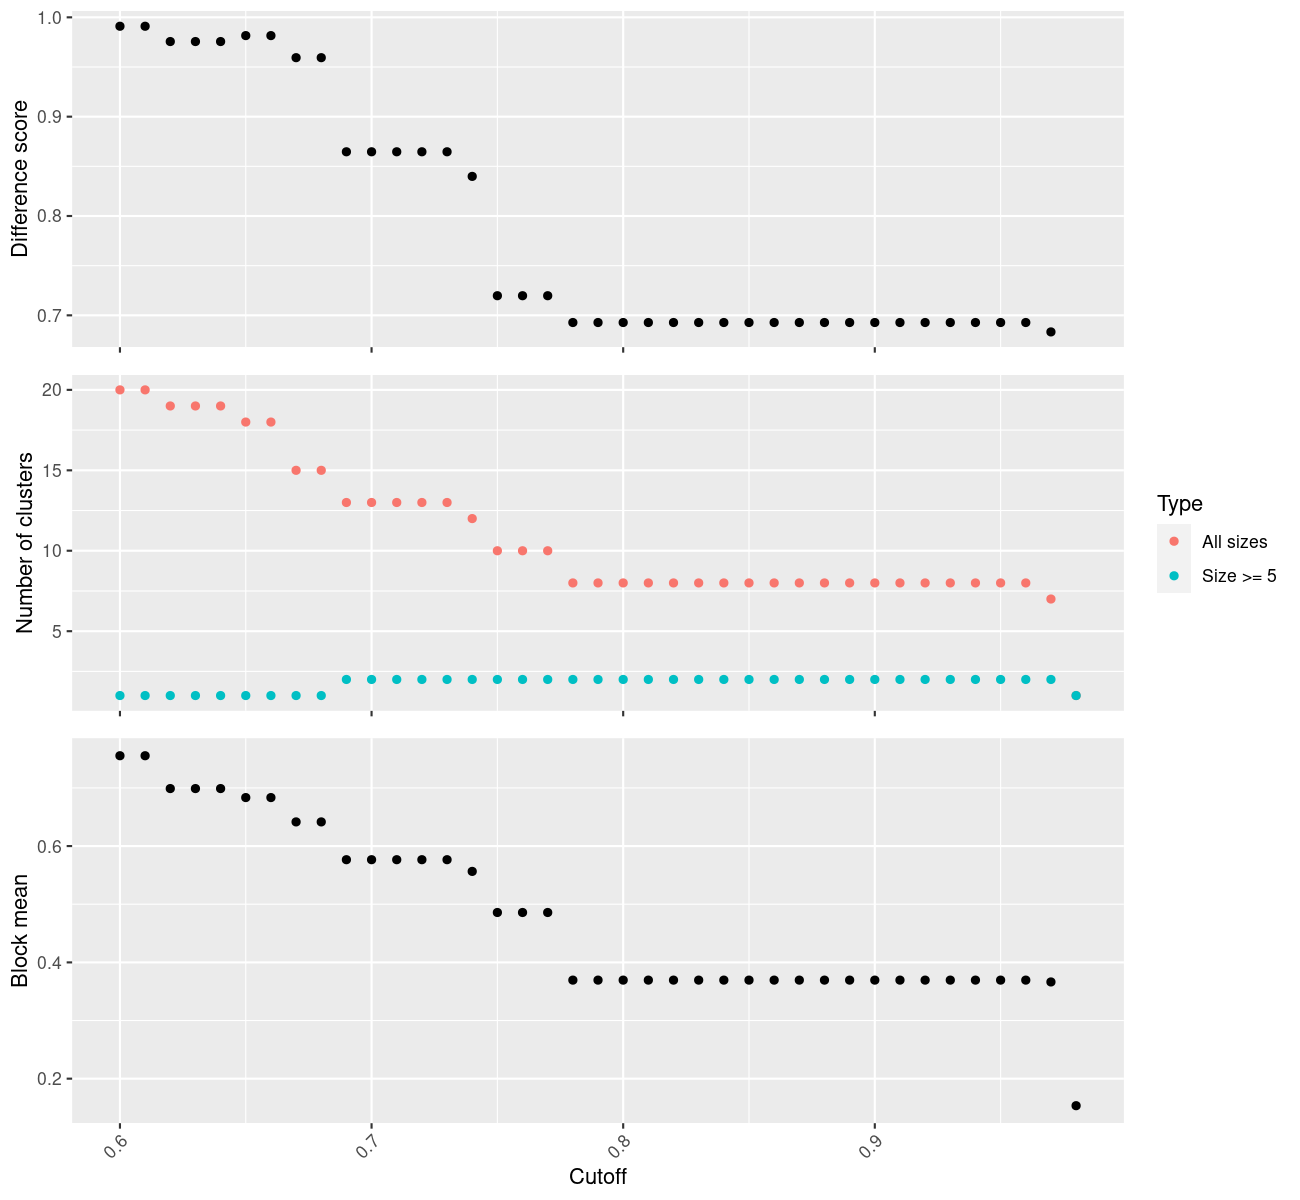 Difference score
1.0
0.9
0.8
0.7
Number of clusters
20
15
10
5
Type
All sizes
Size >= 5
Block mean
0.6
0.4
0.2
0.6
0.7
0.8
0.9
Cutoff